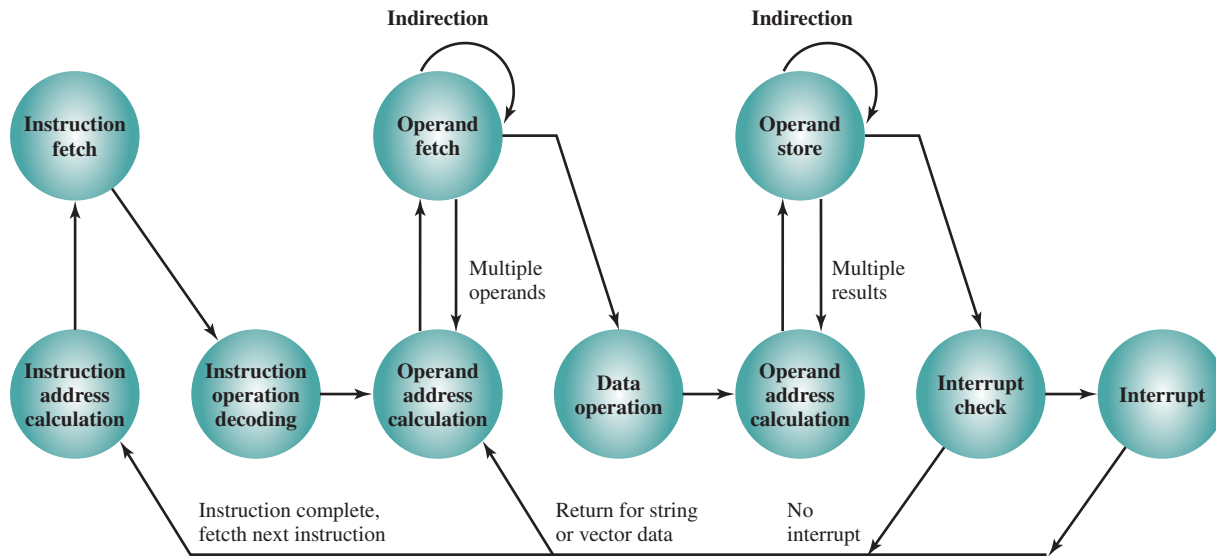 Indirection
Indirection
Instruction
fetch
Operand
fetch
Operand
store
Multiple
operands
Multiple
results
Instruction
address
calculation
Instruction
operation
decoding
Operand
address
calculation
Data
operation
Operand
address
calculation
Interrupt
check
Interrupt
Instruction complete,
fetcth next instruction
Return for string
or vector data
No
interrupt